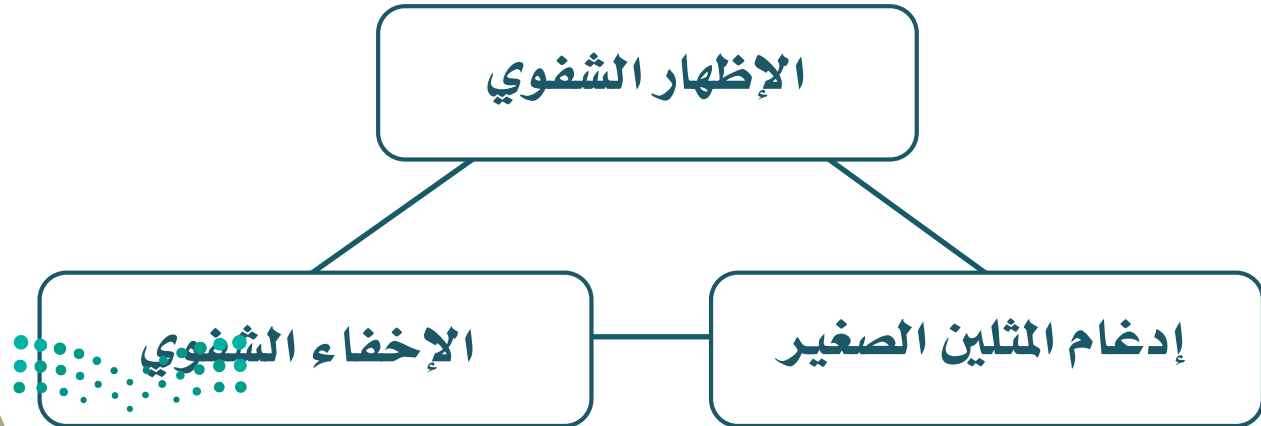 الإظهار الشفوي
إدغام المثلين الصغير
الإخفاء الشفوي